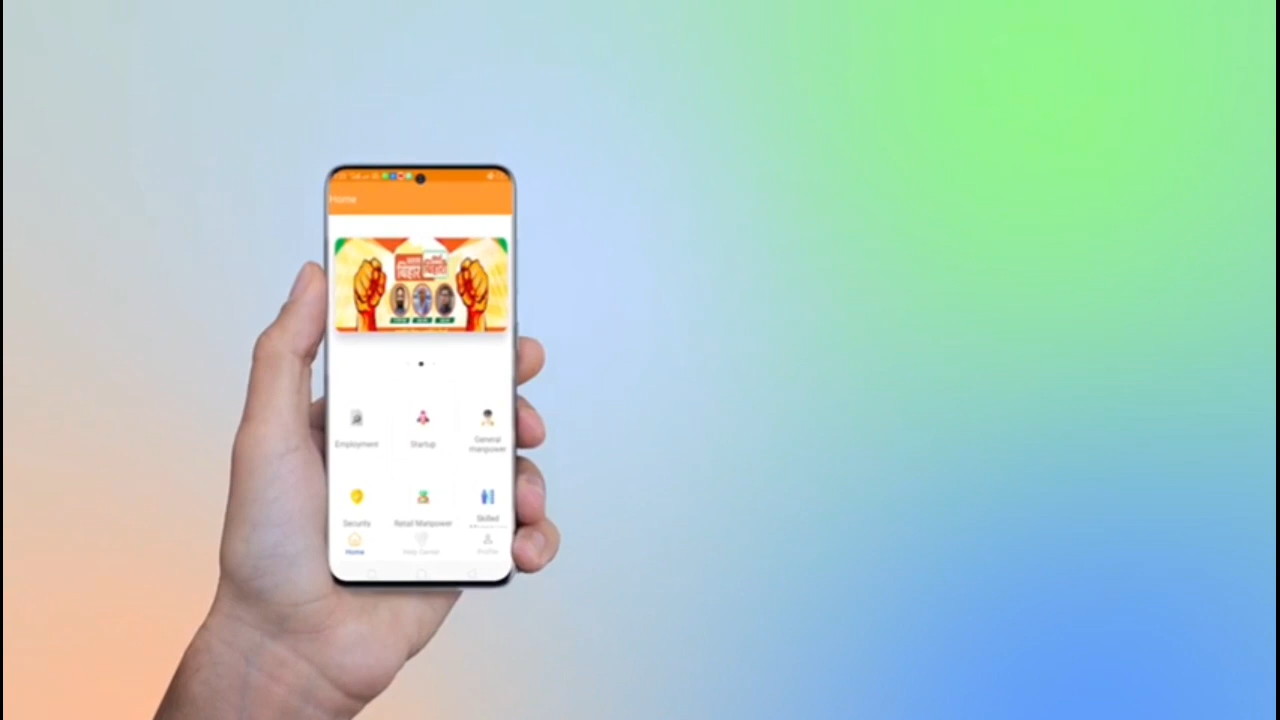 Home
बिहार
बिहारी
Employment
Startup
General
manpower
Security
Retail Manpower
Skilled
Home
Help Center
Profile